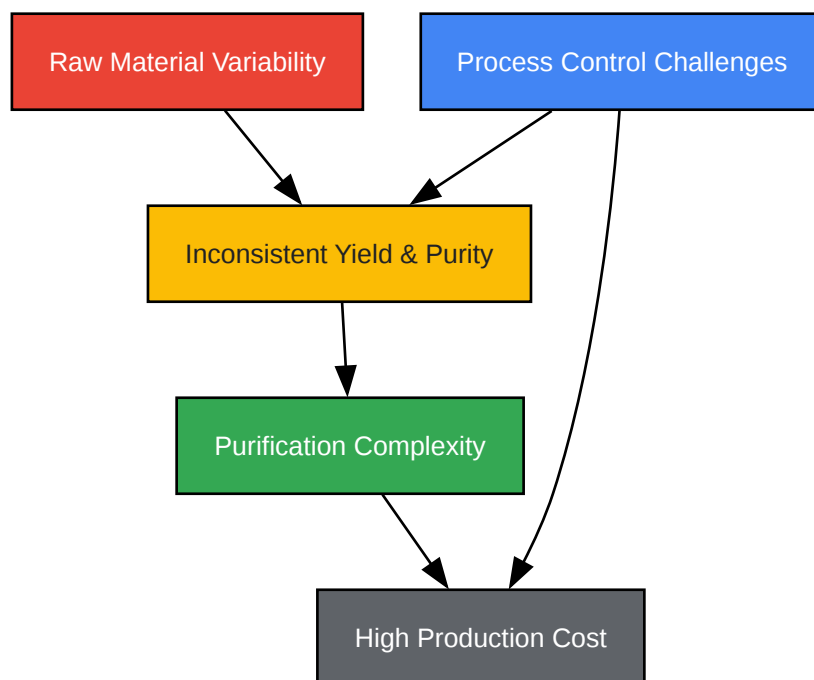 Raw Material Variability
Process Control Challenges
Inconsistent Yield & Purity
Purification Complexity
High Production Cost